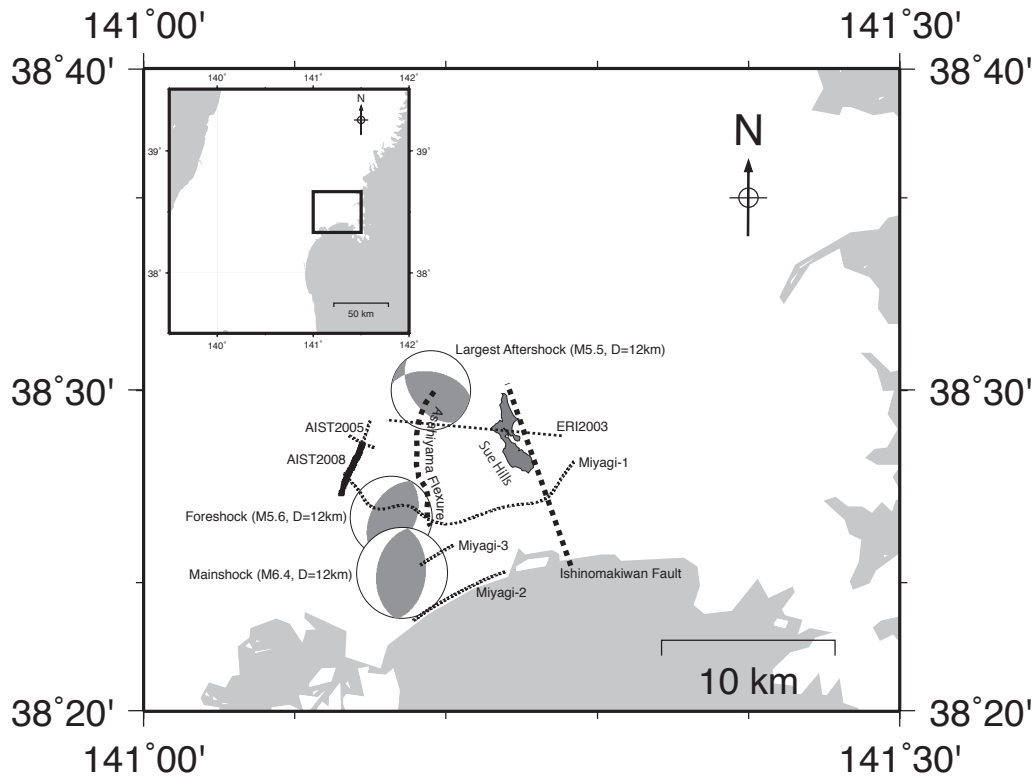 141°00'
141°30'
38°40'
38°40'
140°
141°
142°
N
39°
39°
38°
38°
50 km
140°
141°
142°
N
Largest Aftershock (M5.5, D=12km)
38°30'
38°30'
AIST2005
ERI2003
AIST2008
Asahiyama Flexure
Sue Hills
Miyagi-1
Foreshock (M5.6, D=12km)
Miyagi-3
Mainshock (M6.4, D=12km)
Ishinomakiwan Fault
Miyagi-2
10 km
38°20'
38°20'
141°00'
141°30'